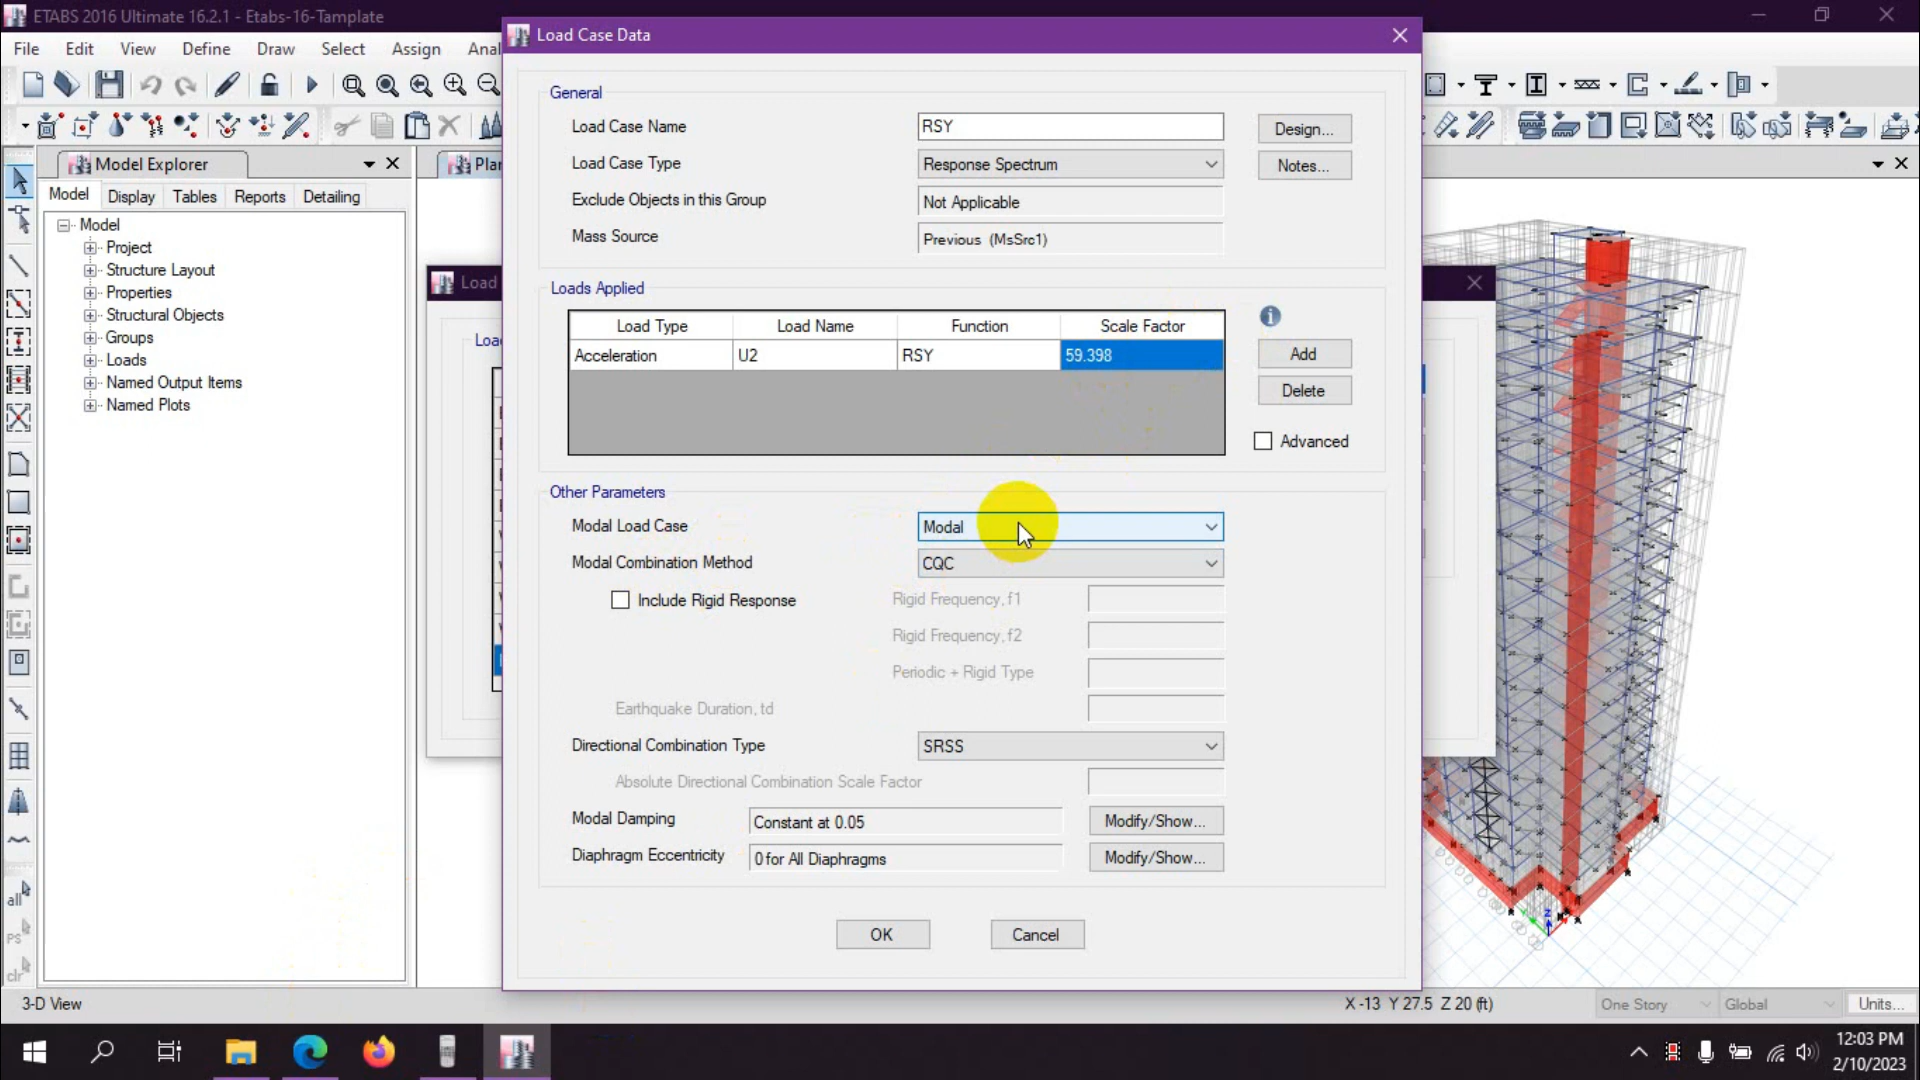 ETABS 2016 Ultimate 16.2.1 - Etabs-16-Tamplate
File Edit View Define Draw Select Assign Anal
Model Explorer
Model Display Tables Reports Detailing
Model
Project
Structure Layout
Properties
Structural Objects
Groups
Loads
Named Output Items
Named Plots
all
ps
clr
Plan
Load
Load Case Data
General
Load Case Name RSY Design...
Load Case Type Response Spectrum Notes...
Exclude Objects in this Group Not Applicable
Mass Source Previous (MsSrc1)
Loads Applied
Load Type Load Name Function Scale Factor
Acceleration U2 RSY 59.398
Add
Delete
Advanced
Other Parameters
Modal Load Case Modal
Modal Combination Method CQC
Include Rigid Response Rigid Frequency, f1
Rigid Frequency, f2
Periodic + Rigid Type
Earthquake Duration, td
Directional Combination Type SRSS
Absolute Directional Combination Scale Factor
Modal Damping Constant at 0.05 Modify/Show...
Diaphragm Eccentricity 0 for All Diaphragms Modify/Show...
OK Cancel
3-D View X -13 Y 27.5 Z 20 (ft) One Story Global Units...
12:03 PM
2/10/2023